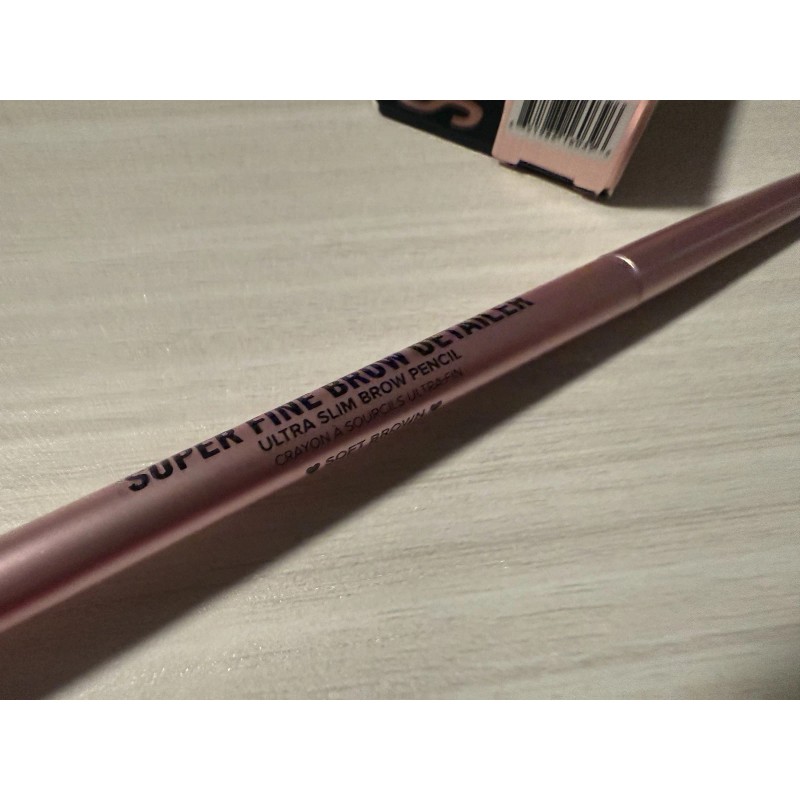 SUPER FINE BROW DETAILER
ULTRA SLIM BROW PENCIL
CRAYON À SOURCILS ULTRA-FIN
SOFT BROWN